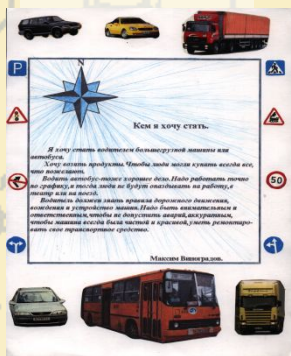 N
Кем я хочу стать.
Я хочу стать водителем большегрузной машины или
автобуса.
Хочу возить продукты. Чтобы люди могли купить всегда все,
что пожелают.
Водить автобус-тоже хорошее дело. Надо работать точно
по графику, и тогда люди не будут опаздывать на работу, в
театр или на поезд.
Водитель должен знать правила дорожного движения,
вождения и устройство машин. Надо быть внимательным и
ответственным, чтобы не допустить аварий, аккуратным,
чтобы машина всегда была чистой и красивой, уметь ремонтиро-
вать свое транспортное средство.
Максим Виноградов.
P
50